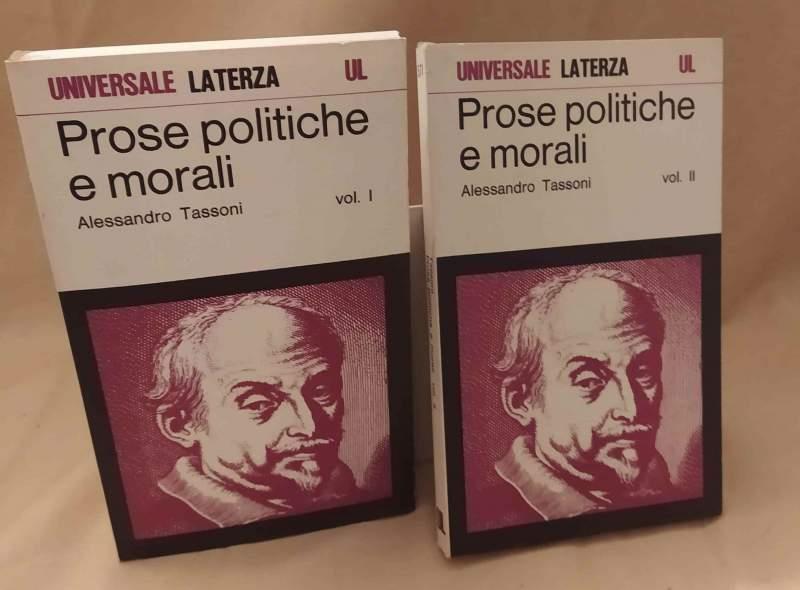 UNIVERSALE LATERZA UL
Prose politiche
e morali
Alessandro Tassoni
vol. I
UNIVERSALE LATERZA UL
Prose politiche
e morali
Alessandro Tassoni
vol. II